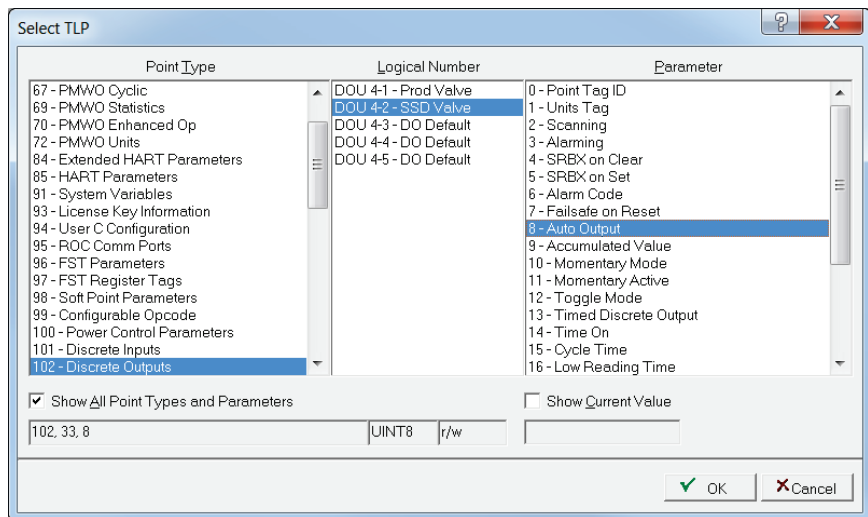 Select TLP
Point Type
67 - PMWO Cyclic
69 - PMWO Statistics
70 - PMWO Enhanced Op
72 - PMWO Units
84 - Extended HART Parameters
85 - HART Parameters
91 - System Variables
93 - License Key Information
94 - User C Configuration
95 - ROC Comm Ports
96 - FST Parameters
97 - FST Register Tags
98 - Soft Point Parameters
99 - Configurable Opcode
100 - Power Control Parameters
101 - Discrete Inputs
102 - Discrete Outputs
Logical Number
DOU 4-1 - Prod Valve
DOU 4-2 - SSD Valve
DOU 4-3 - DO Default
DOU 4-4 - DO Default
DOU 4-5 - DO Default
Parameter
0 - Point Tag ID
1 - Units Tag
2 - Scanning
3 - Alarming
4 - SRBX on Clear
5 - SRBX on Set
6 - Alarm Code
7 - Failsafe on Reset
8 - Auto Output
9 - Accumulated Value
10 - Momentary Mode
11 - Momentary Active
12 - Toggle Mode
13 - Timed Discrete Output
14 - Time On
15 - Cycle Time
16 - Low Reading Time
Show All Point Types and Parameters
Show Current Value
102, 33, 8
UINT8
r/w
OK
Cancel